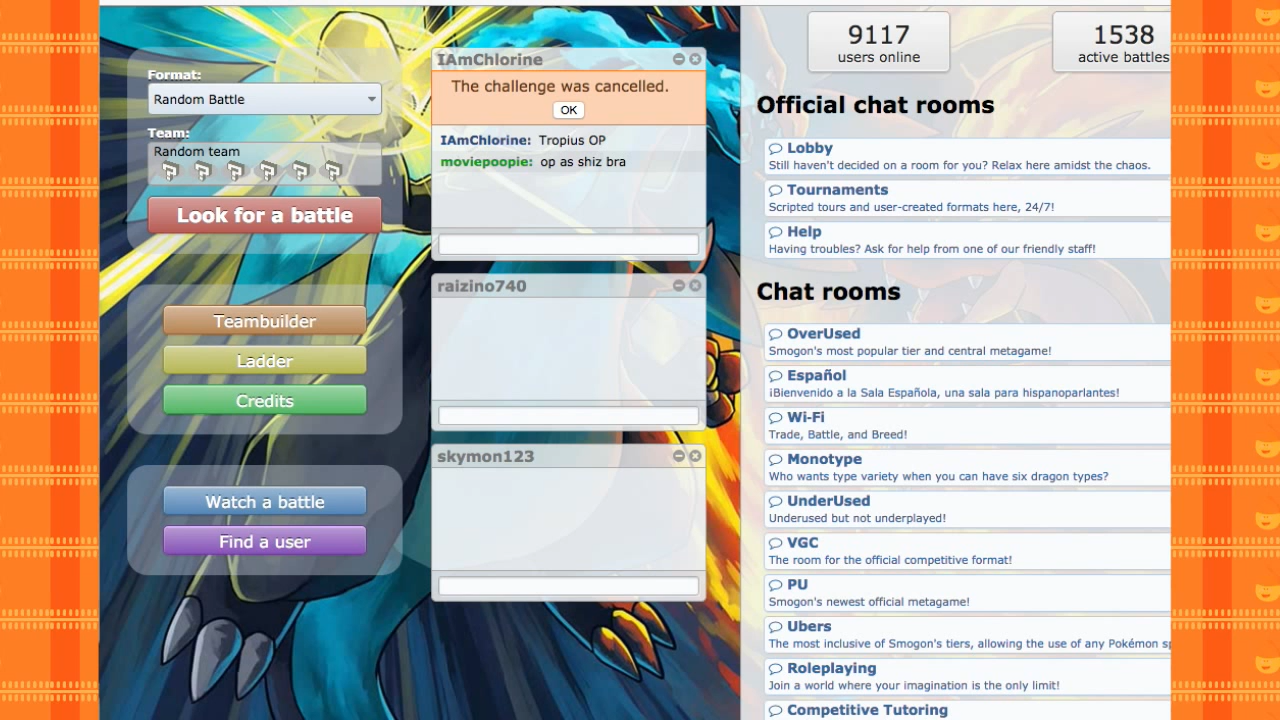 Format:
Random Battle
Team:
Random team
Look for a battle
Teambuilder
Ladder
Credits
Watch a battle
Find a user
IAmChlorine
The challenge was cancelled.
OK
IAmChlorine: Tropius OP
moviepoopie: op as shiz bra
raizino740
skymon123
9117
users online
1538
active battles
Official chat rooms
Lobby
Still haven't decided on a room for you? Relax here amidst the chaos.
Tournaments
Scripted tours and user-created formats here, 24/7!
Help
Having troubles? Ask for help from one of our friendly staff!
Chat rooms
OverUsed
Smogon's most popular tier and central metagame!
Español
¡Bienvenido a la Sala Española, una sala para hispanoparlantes!
Wi-Fi
Trade, Battle, and Breed!
Monotype
Who wants type variety when you can have six dragon types?
UnderUsed
Underused but not underplayed!
VGC
The room for the official competitive format!
PU
Smogon's newest official metagame!
Ubers
The most inclusive of Smogon's tiers, allowing the use of any Pokémon sp
Roleplaying
Join a world where your imagination is the only limit!
Competitive Tutoring